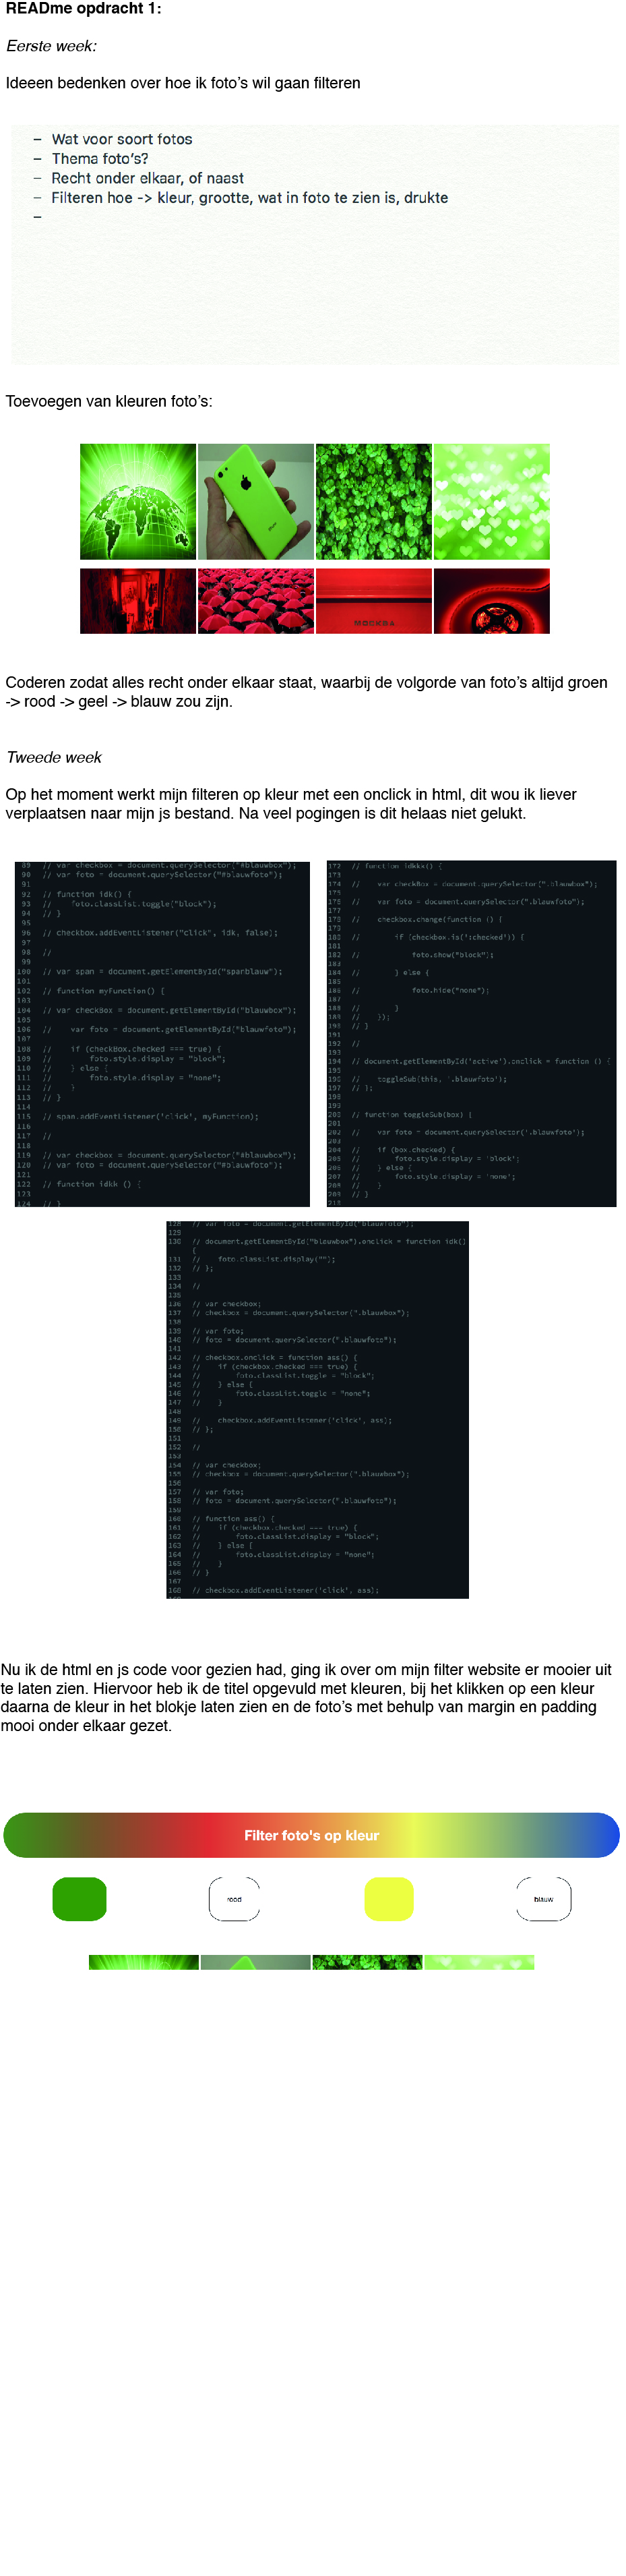 READme opdracht 1:
Eerste week:
Ideeen bedenken over hoe ik foto's wil gaan filteren
– Wat voor soort fotos
– Thema foto's?
– Recht onder elkaar, of naast
– Filteren hoe -> kleur, grootte, wat in foto te zien is, drukte
–
Toevoegen van kleuren foto's:
МОСКВА
Coderen zodat alles recht onder elkaar staat, waarbij de volgorde van foto's altijd groen
-> rood -> geel -> blauw zou zijn.
Tweede week
Op het moment werkt mijn filteren op kleur met een onclick in html, dit wou ik liever
verplaatsen naar mijn js bestand. Na veel pogingen is dit helaas niet gelukt.
89 // var checkbox = document.querySelector("#blauwbox");
90 // var foto = document.querySelector("#blauwfoto");
91
92 // function idk() {
93 // foto.classList.toggle("block");
94 // }
95
96 // checkbox.addEventListener("click", idk, false);
97
98 //
99
100 // var span = document.getElementById("spanblauw");
101
102 // function myFunction() {
103
104 // var checkBox = document.getElementById("blauwbox");
105
106 // var foto = document.getElementById("blauwfoto");
107
108 // if (checkBox.checked === true) {
109 // foto.style.display = "block";
110 // } else {
111 // foto.style.display = "none";
112 // }
113 // }
114
115 // span.addEventListener('click', myFunction);
116
117 //
118
119 // var checkbox = document.querySelector("#blauwbox");
120 // var foto = document.querySelector("#blauwfoto");
121
122 // function idkk () {
123
124 // }
172 // function idkkk() {
173
174 // var checkBox = document.querySelector(".blauwbox");
175
176 // var foto = document.querySelector(".blauwfoto");
177
178 // checkbox.change(function () {
179
180 // if (checkbox.is(':checked')) {
181
182 // foto.show("block");
183
184 // } else {
185
186 // foto.hide("none");
187
188 // }
189 // });
190 // }
191
192 //
193
194 // document.getElementById('active').onclick = function () {
195
196 // toggleSub(this, '.blauwfoto');
197 // };
198
199
200 // function toggleSub(box) {
201
202 // var foto = document.querySelector('.blauwfoto');
203
204 // if (box.checked) {
205 // foto.style.display = 'block';
206 // } else {
207 // foto.style.display = 'none';
208 // }
209 // }
210
128 // var foto = document.getElementById("blauwfoto");
129
130 // document.getElementById("blauwbox").onclick = function idk()
{
131 // foto.classList.display("");
132 // };
133
134 //
135
136 // var checkbox;
137 // checkbox = document.querySelector(".blauwbox");
138
139 // var foto;
140 // foto = document.querySelector(".blauwfoto");
141
142 // checkbox.onclick = function ass() {
143 // if (checkbox.checked === true) {
144 // foto.classList.toggle = "block";
145 // } else {
146 // foto.classList.toggle = "none";
147 // }
148
149 // checkbox.addEventListener('click', ass);
150 // };
151
152 //
153
154 // var checkbox;
155 // checkbox = document.querySelector(".blauwbox");
156
157 // var foto;
158 // foto = document.querySelector(".blauwfoto");
159
160 // function ass() {
161 // if (checkbox.checked === true) {
162 // foto.classList.display = "block";
163 // } else {
164 // foto.classList.display = "none";
165 // }
166 // }
167
168 // checkbox.addEventListener('click', ass);
Nu ik de html en js code voor gezien had, ging ik over om mijn filter website er mooier uit
te laten zien. Hiervoor heb ik de titel opgevuld met kleuren, bij het klikken op een kleur
daarna de kleur in het blokje laten zien en de foto's met behulp van margin en padding
mooi onder elkaar gezet.
Filter foto's op kleur
rood
blauw